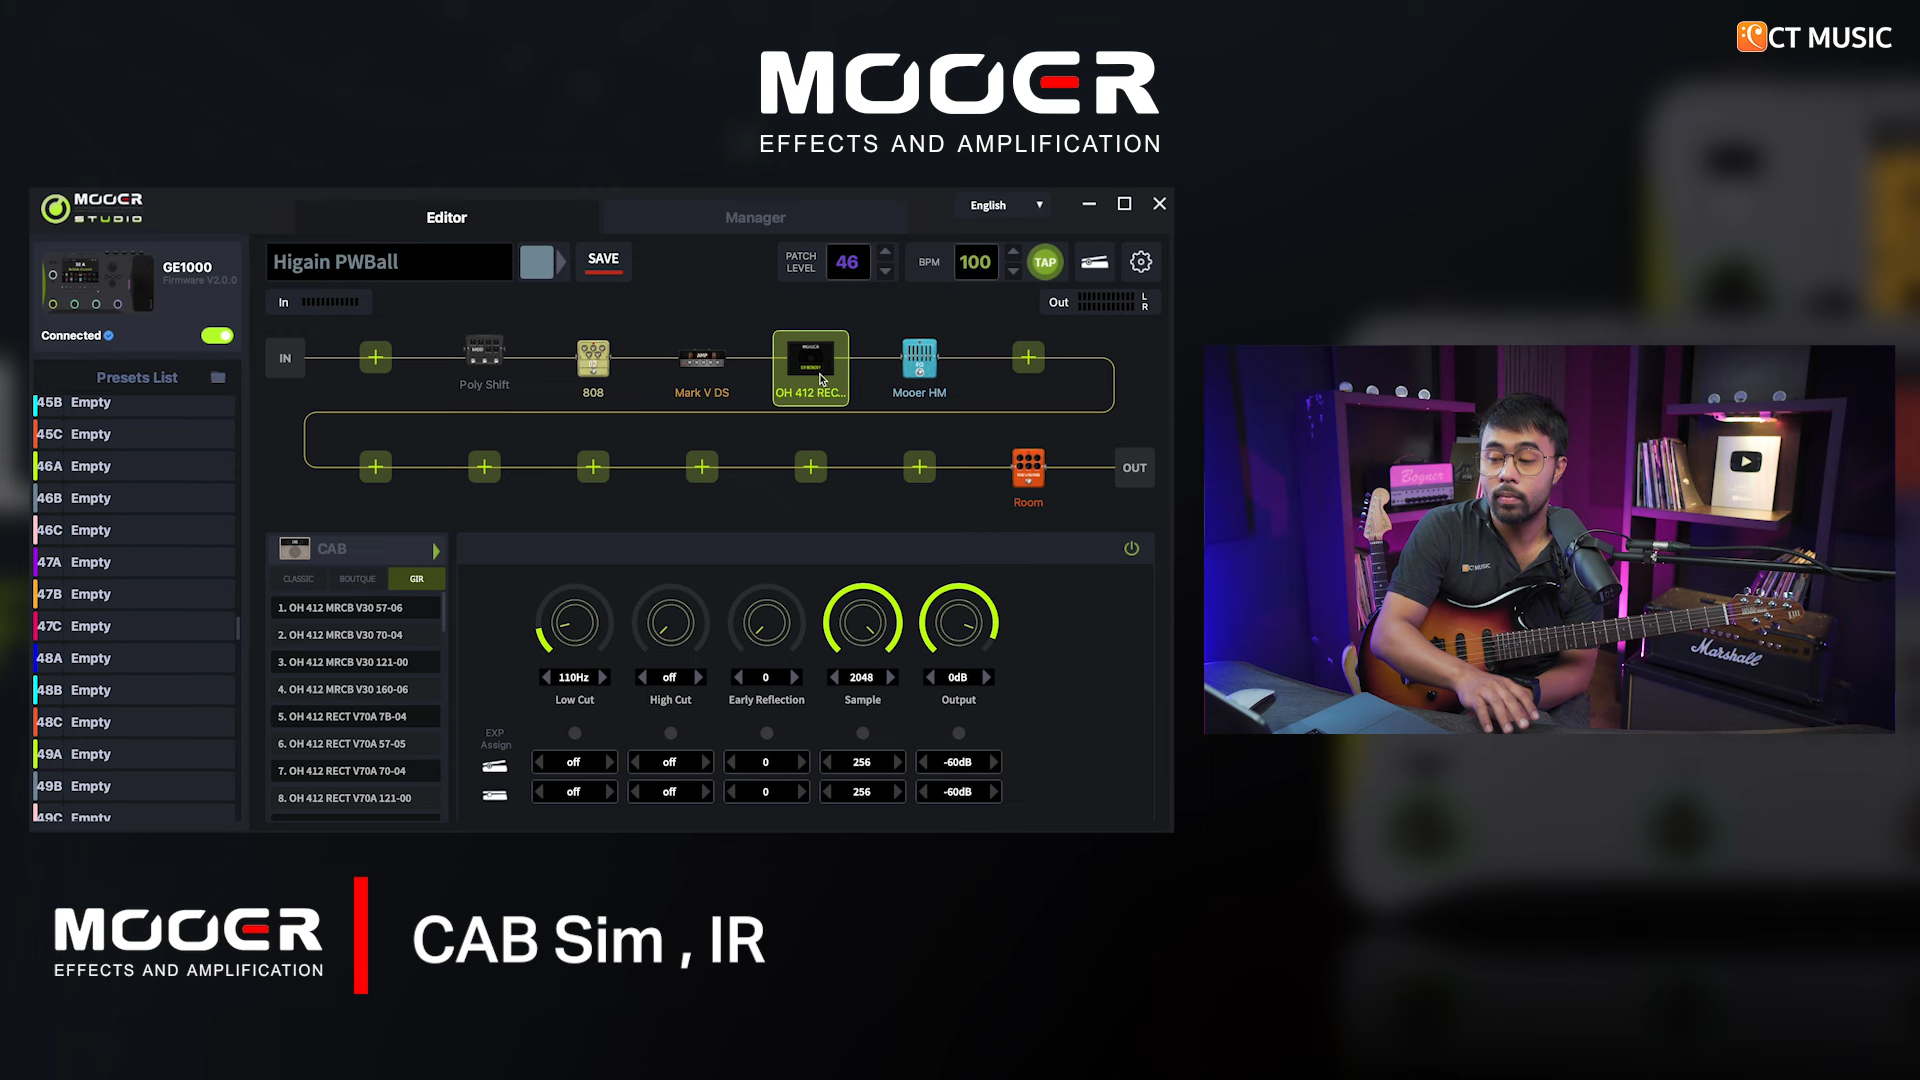 CT MUSIC
MOOER
EFFECTS AND AMPLIFICATION
MOOER
STUDIO
Editor
Manager
English
GE1000
Firmware V2.0.0
Connected
Higain PWBall
SAVE
PATCH
LEVEL
46
BPM
100
TAP
In
Out
L
R
IN
Poly Shift
808
Mark V DS
OH 412 REC...
Mooer HM
OUT
Room
Presets List
45B Empty
45C Empty
46A Empty
46B Empty
46C Empty
47A Empty
47B Empty
47C Empty
48A Empty
48B Empty
48C Empty
49A Empty
49B Empty
49C Empty
CAB
CLASSIC
BOUTQUE
GIR
1. OH 412 MRCB V30 57-06
2. OH 412 MRCB V30 70-04
3. OH 412 MRCB V30 121-00
4. OH 412 MRCB V30 160-06
5. OH 412 RECT V70A 7B-04
6. OH 412 RECT V70A 57-05
7. OH 412 RECT V70A 70-04
8. OH 412 RECT V70A 121-00
110Hz
off
0
2048
0dB
Low Cut
High Cut
Early Reflection
Sample
Output
EXP
Assign
off
off
0
256
-60dB
off
off
0
256
-60dB
Bogner
CT MUSIC
Marshall
MOOER
EFFECTS AND AMPLIFICATION
CAB Sim , IR